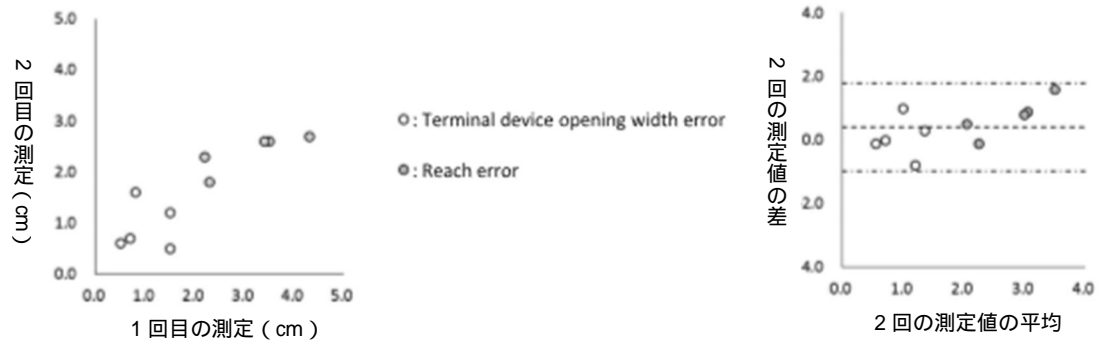 2回目の測定(cm)
5.0
4.0
3.0
2.0
1.0
0.0
0.0 1.0 2.0 3.0 4.0 5.0
1回目の測定(cm)
○: Terminal device opening width error
●: Reach error
2回の測定値の差
4.0
2.0
0.0
2.0
4.0
0.0 1.0 2.0 3.0 4.0
2回の測定値の平均